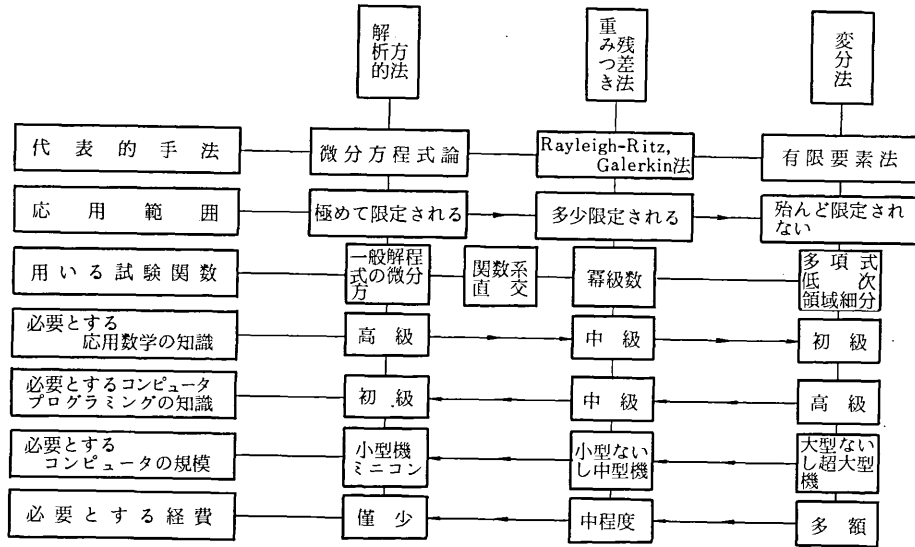 解析的
方法
重みつき
残差法
変分法
代表的手法
微分方程式論
Rayleigh-Ritz,
Galerkin法
有限要素法
応用範囲
極めて限定される
多少限定される
殆んど限定され
ない
用いる試験関数
一般解程
式の微分
方
関数系
直交
冪級数
多項式
低次
領域細分
必要とする
応用数学の知識
高級
中級
初級
必要とするコンピュータ
プログラミングの知識
初級
中級
高級
必要とする
コンピュータの規模
小型機
ミニコン
小型ない
し中型機
大型ない
し超大型
機
必要とする経費
僅少
中程度
多額